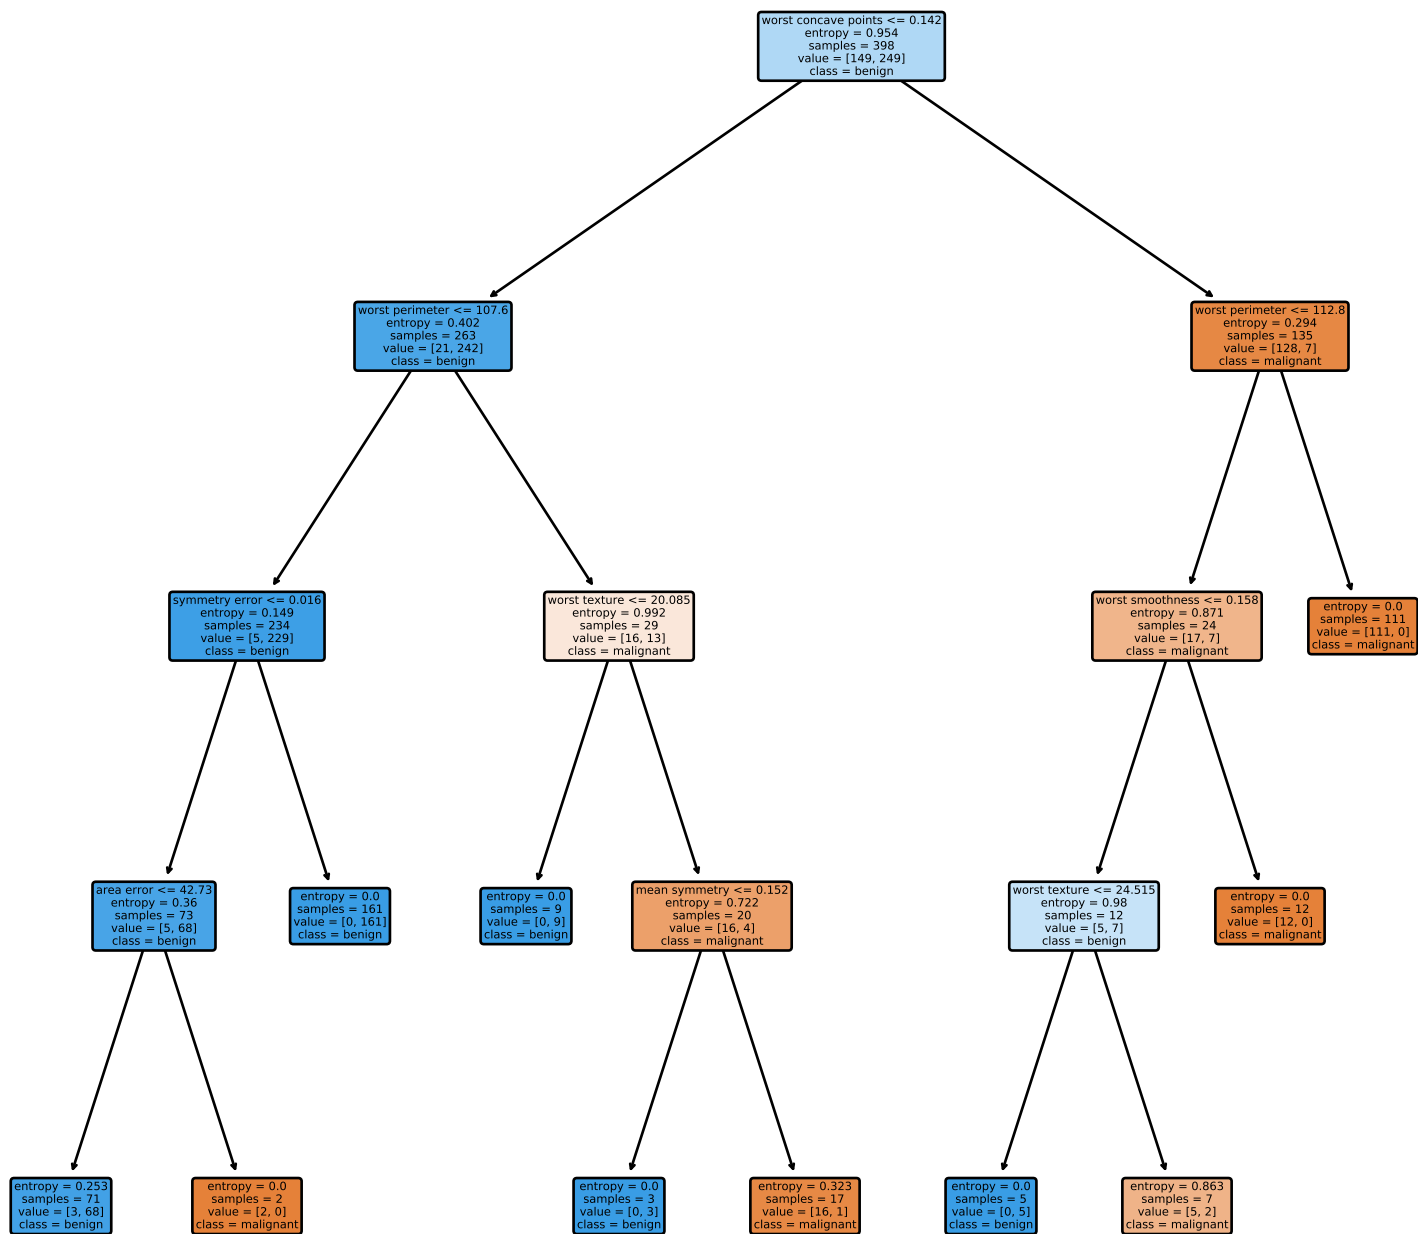 worst concave points <= 0.142
entropy = 0.954
samples = 398
value = [149, 249]
class = benign
worst perimeter <= 107.6
entropy = 0.402
samples = 263
value = [21, 242]
class = benign
worst perimeter <= 112.8
entropy = 0.294
samples = 135
value = [128, 7]
class = malignant
symmetry error <= 0.016
entropy = 0.149
samples = 234
value = [5, 229]
class = benign
worst texture <= 20.085
entropy = 0.992
samples = 29
value = [16, 13]
class = malignant
worst smoothness <= 0.158
entropy = 0.871
samples = 24
value = [17, 7]
class = malignant
entropy = 0.0
samples = 111
value = [111, 0]
class = malignant
area error <= 42.73
entropy = 0.36
samples = 73
value = [5, 68]
class = benign
entropy = 0.0
samples = 161
value = [0, 161]
class = benign
entropy = 0.0
samples = 9
value = [0, 9]
class = benign
mean symmetry <= 0.152
entropy = 0.722
samples = 20
value = [16, 4]
class = malignant
worst texture <= 24.515
entropy = 0.98
samples = 12
value = [5, 7]
class = benign
entropy = 0.0
samples = 12
value = [12, 0]
class = malignant
entropy = 0.253
samples = 71
value = [3, 68]
class = benign
entropy = 0.0
samples = 2
value = [2, 0]
class = malignant
entropy = 0.0
samples = 3
value = [0, 3]
class = benign
entropy = 0.323
samples = 17
value = [16, 1]
class = malignant
entropy = 0.0
samples = 5
value = [0, 5]
class = benign
entropy = 0.863
samples = 7
value = [5, 2]
class = malignant